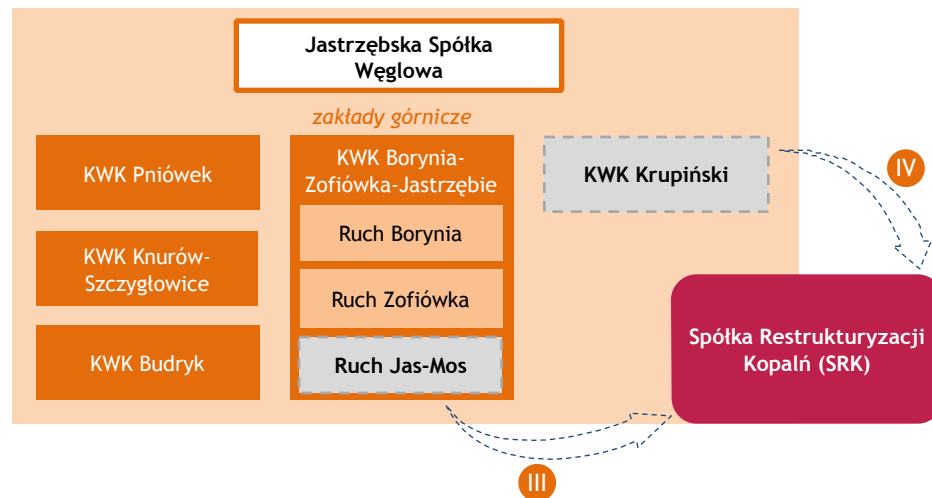 Jastrzębska Spółka
Węglowa
zakłady górnicze
KWK Pniówek
KWK Knurów-
Szczygłowice
KWK Budryk
KWK Borynia-
Zofiówka-Jastrzębie
Ruch Borynia
Ruch Zofiówka
Ruch Jas-Mos
KWK Krupiński
IV
Spółka Restrukturyzacji
Kopalń (SRK)
III